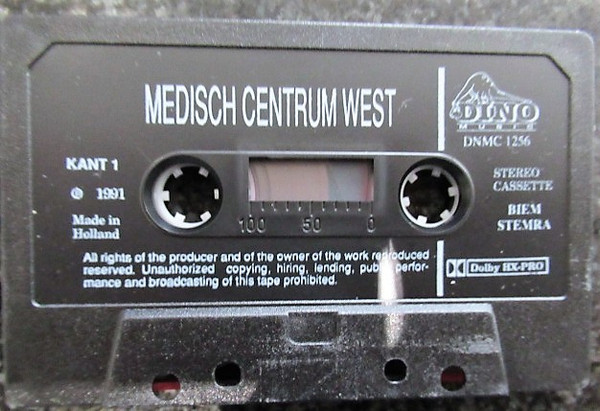 MEDISCH CENTRUM WEST
DINO
MUSIC
DNMC 1256
KANT 1
℗ 1991
Made in
Holland
STEREO
CASSETTE
BIEM
STEMRA
100 50 0
All rights of the producer and of the owner of the work reproduced
reserved. Unauthorized copying, hiring, lending, public perfor-
mance and broadcasting of this tape prohibited.
Dolby HX-PRO